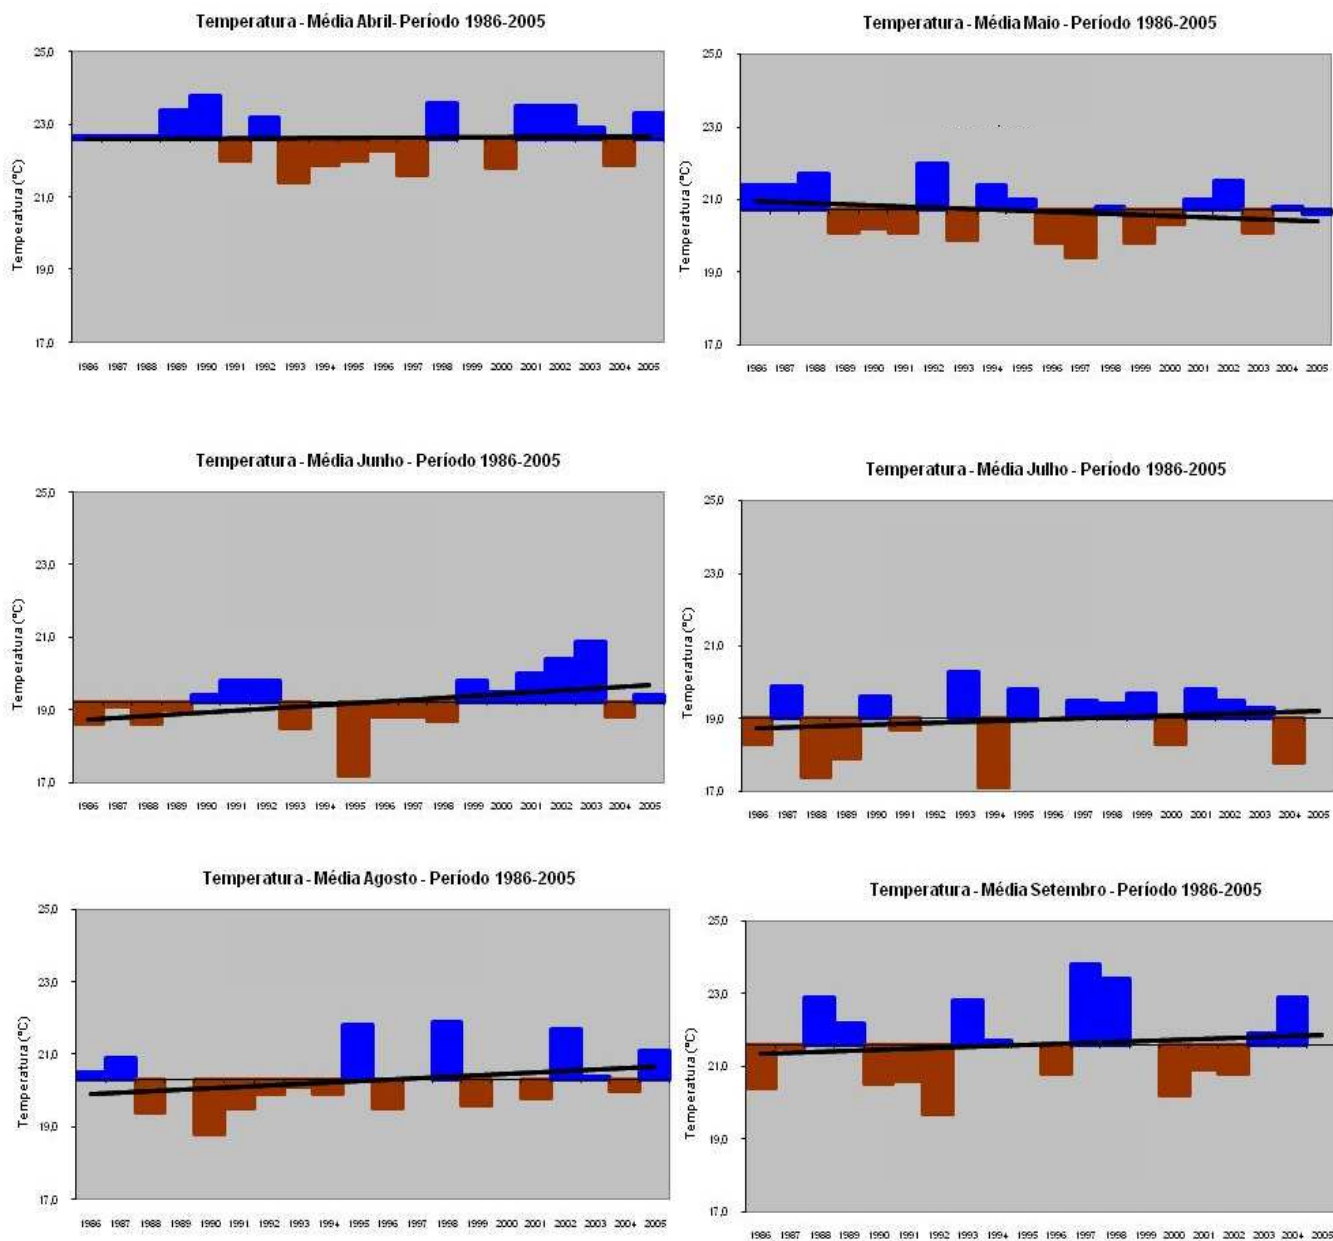 Temperatura - Média Abril- Período 1986-2005
Temperatura (°C)
25,0
23,0
21,0
19,0
17,0
1986 1987 1988 1989 1990 1991 1992 1993 1994 1995 1996 1997 1998 1999 2000 2001 2002 2003 2004 2005
Temperatura - Média Maio - Período 1986-2005
Temperatura (°C)
25,0
23,0
21,0
19,0
17,0
1986 1987 1988 1989 1990 1991 1992 1993 1994 1995 1996 1997 1998 1999 2000 2001 2002 2003 2004 2005
Temperatura - Média Junho - Período 1986-2005
Temperatura (°C)
25,0
23,0
21,0
19,0
17,0
1986 1987 1988 1989 1990 1991 1992 1993 1994 1995 1996 1997 1998 1999 2000 2001 2002 2003 2004 2005
Temperatura - Média Julho - Período 1986-2005
Temperatura (°C)
25,0
23,0
21,0
19,0
17,0
1986 1987 1988 1989 1990 1991 1992 1993 1994 1995 1996 1997 1998 1999 2000 2001 2002 2003 2004 2005
Temperatura - Média Agosto - Período 1986-2005
Temperatura (°C)
25,0
23,0
21,0
19,0
17,0
1986 1987 1988 1989 1990 1991 1992 1993 1994 1995 1996 1997 1998 1999 2000 2001 2002 2003 2004 2005
Temperatura - Média Setembro - Período 1986-2005
Temperatura (°C)
25,0
23,0
21,0
19,0
17,0
1986 1987 1988 1989 1990 1991 1992 1993 1994 1995 1996 1997 1998 1999 2000 2001 2002 2003 2004 2005